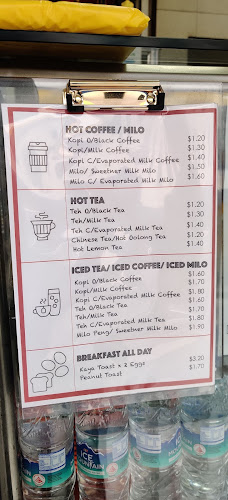 HOT COFFEE / MILO
Kopi O/Black Coffee $1.20
Kopi/Milk Coffee $1.30
Kopi C/Evaporated Milk Coffee $1.40
Milo/ Sweetner Milk Milo $1.50
Milo C/ Evaporated Milk Milo $1.60
HOT TEA
Teh O/Black Tea $1.20
Teh/Milk Tea $1.30
Teh C/Evaporated Milk Tea $1.40
Chinese Tea/Hot Oolong Tea $1.20
Hot Lemon Tea $1.40
ICED TEA/ ICED COFFEE/ ICED MILO
Kopi O/Black Coffee $1.60
Kopi/Milk Coffee $1.70
Kopi C/Evaporated Milk Coffee $1.80
Teh O/Black Tea $1.60
Teh/Milk Tea $1.70
Teh C/Evaporated Milk Tea $1.80
Milo Peng/ Sweetner Milk Milo $1.90
BREAKFAST ALL DAY
Kaya Toast x 2 Eggs $3.20
Peanut Toast $1.70
ICE
MOUNTAIN